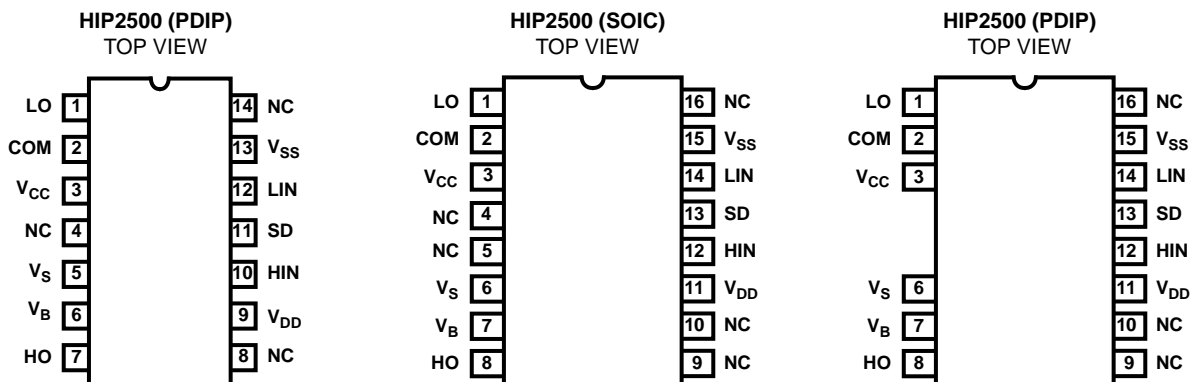 HIP2500 (PDIP)
TOP VIEW
LO 1 14 NC
COM 2 13 VSS
VCC 3 12 LIN
NC 4 11 SD
VS 5 10 HIN
VB 6 9 VDD
HO 7 8 NC
HIP2500 (SOIC)
TOP VIEW
LO 1 16 NC
COM 2 15 VSS
VCC 3 14 LIN
NC 4 13 SD
NC 5 12 HIN
VS 6 11 VDD
VB 7 10 NC
HO 8 9 NC
HIP2500 (PDIP)
TOP VIEW
LO 1 16 NC
COM 2 15 VSS
VCC 3 14 LIN
13 SD
12 HIN
VS 6 11 VDD
VB 7 10 NC
HO 8 9 NC